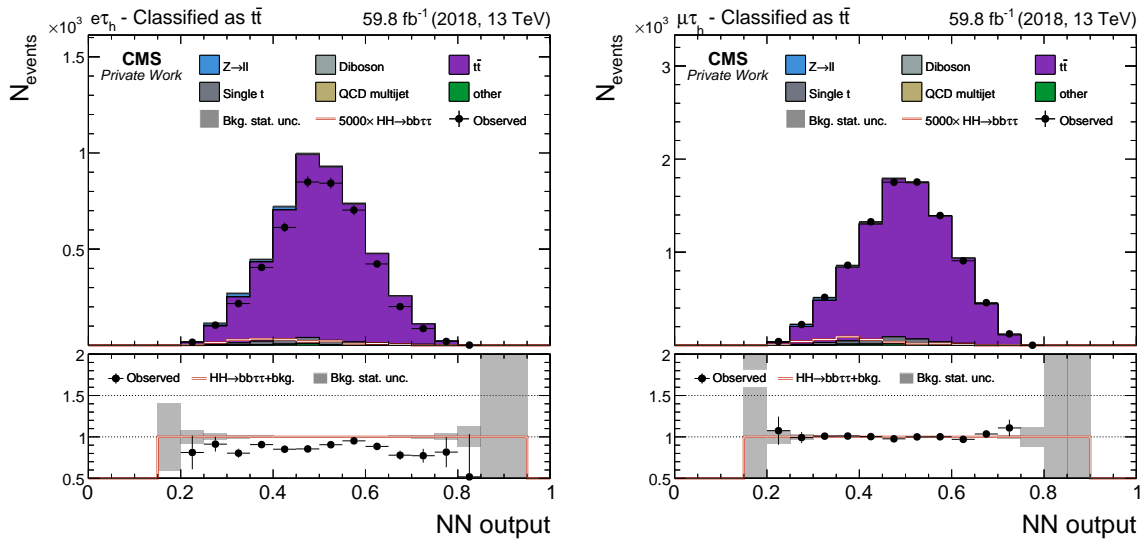 ×10³ eτₕ - Classified as tt̄ 59.8 fb⁻¹ (2018, 13 TeV)
N_events
CMS
Private Work
Z→ll Diboson tt̄
Single t QCD multijet other
Bkg. stat. unc. 5000× HH→bbττ Observed
1.5
1
0.5
2
1.5
1
0.5
Observed HH→bbττ+bkg. Bkg. stat. unc.
0 0.2 0.4 0.6 0.8 1
NN output
×10³ μτₕ - Classified as tt̄ 59.8 fb⁻¹ (2018, 13 TeV)
N_events
CMS
Private Work
Z→ll Diboson tt̄
Single t QCD multijet other
Bkg. stat. unc. 5000× HH→bbττ Observed
3
2
1
2
1.5
1
0.5
Observed HH→bbττ+bkg. Bkg. stat. unc.
0 0.2 0.4 0.6 0.8 1
NN output